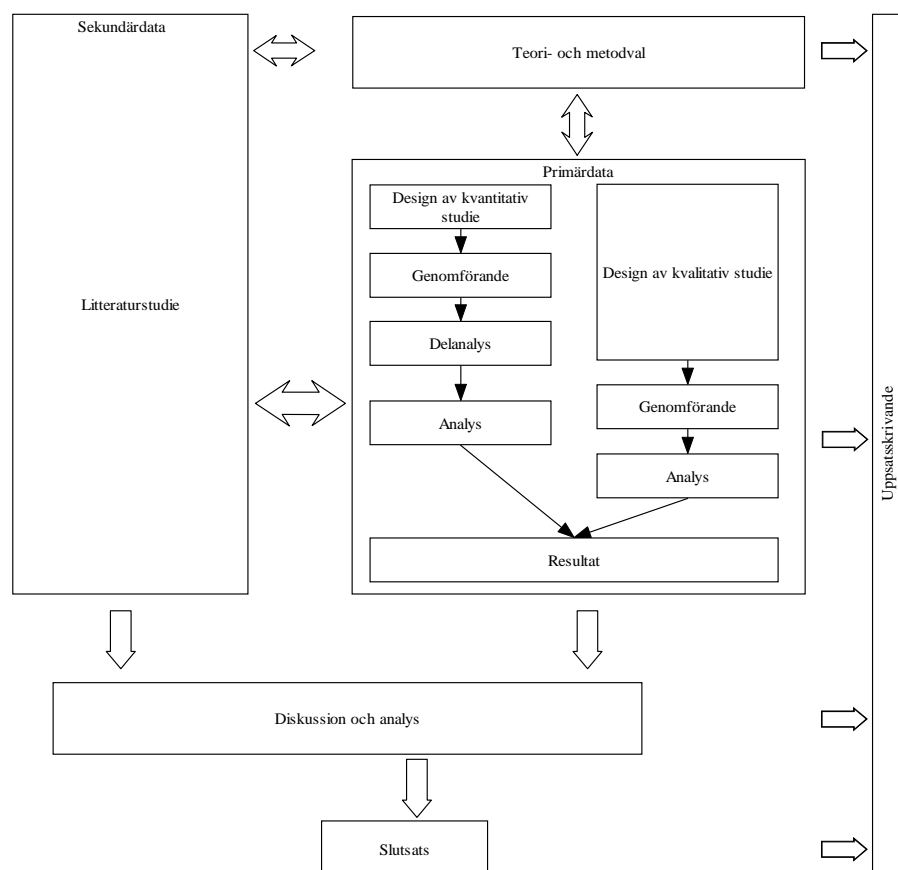 Sekundärdata
Litteraturstudie
Teori- och metodval
Primärdata
Design av kvantitativ
studie
Genomförande
Delanalys
Analys
Design av kvalitativ studie
Genomförande
Analys
Resultat
Diskussion och analys
Slutsats
Uppsatsskrivande